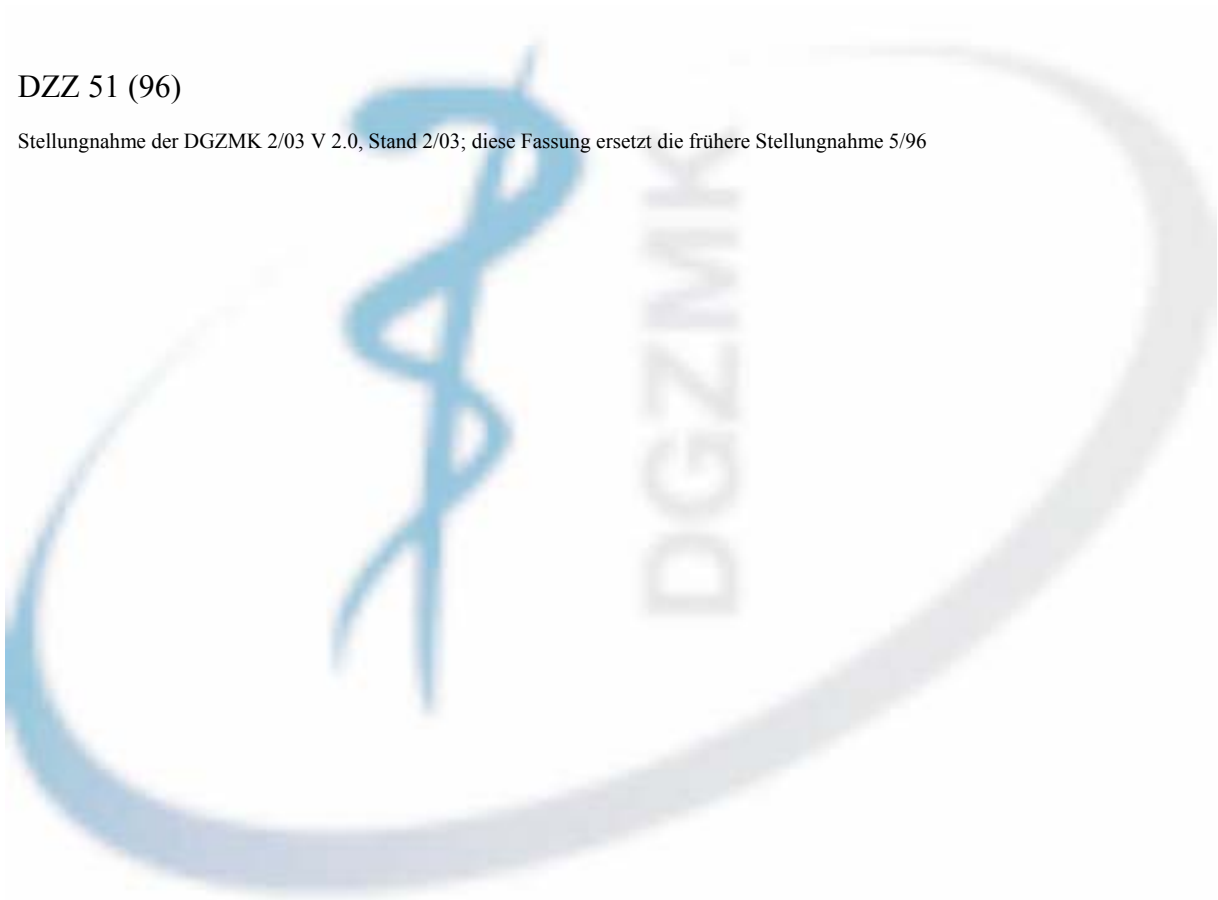 DZZ 51 (96)
Stellungnahme der DGZMK 2/03 V 2.0, Stand 2/03; diese Fassung ersetzt die frühere Stellungnahme 5/96
DGZMK